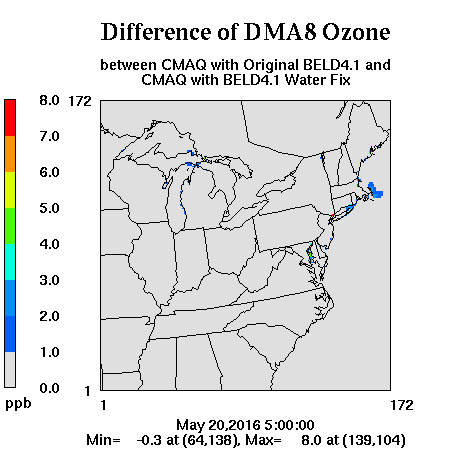 Difference of DMA8 Ozone
between CMAQ with Original BELD4.1 and
CMAQ with BELD4.1 Water Fix
8.0
7.0
6.0
5.0
4.0
3.0
2.0
1.0
0.0
ppb
172
1
1
172
May 20,2016 5:00:00
Min= -0.3 at (64,138), Max= 8.0 at (139,104)